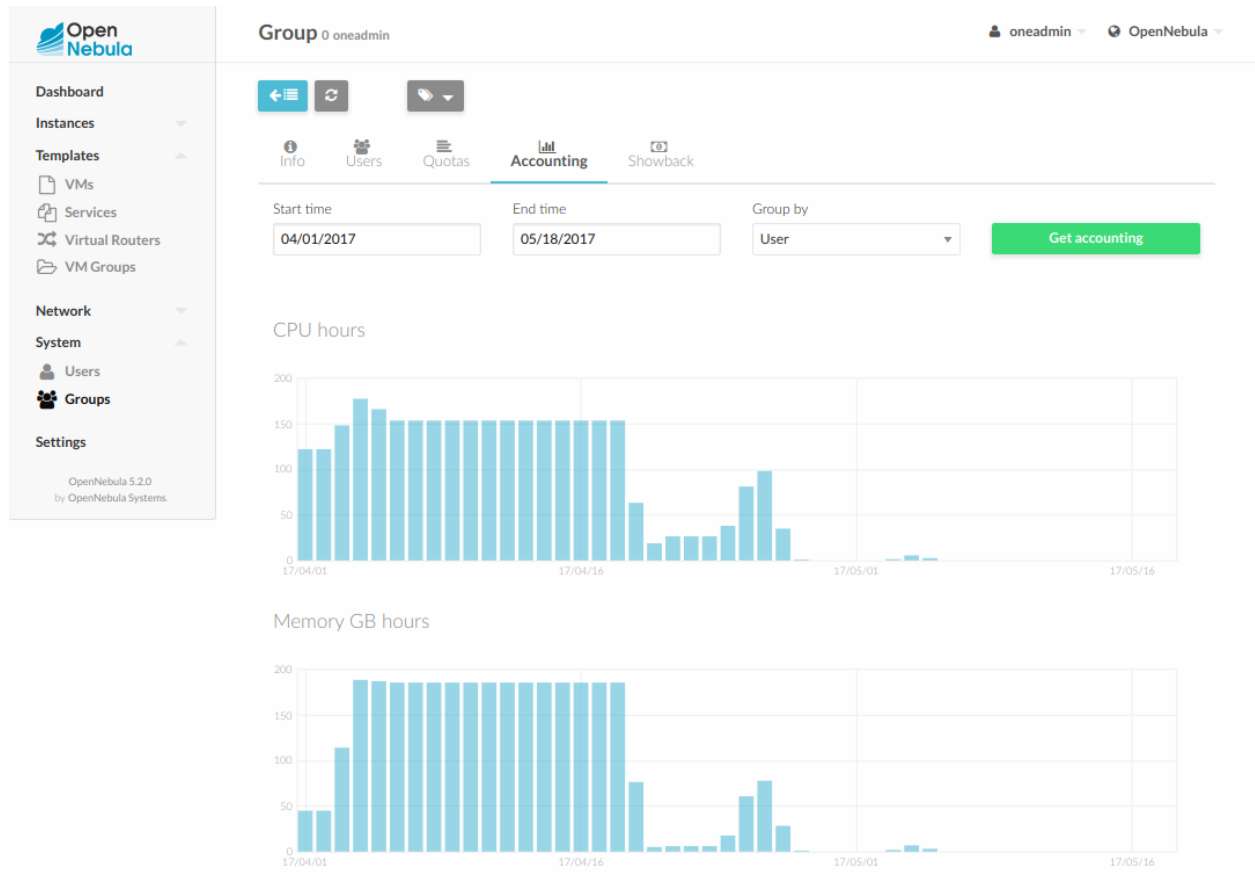 Open
Nebula
Group 0 oneadmin
oneadmin
OpenNebula
Dashboard
Instances
Templates
VMs
Services
Virtual Routers
VM Groups
Network
System
Users
Groups
Settings
OpenNebula 5.2.0
by OpenNebula Systems.
Info
Users
Quotas
Accounting
Showback
Start time
End time
Group by
04/01/2017
05/18/2017
User
Get accounting
CPU hours
200
150
100
50
0
17/04/01
17/04/16
17/05/01
17/05/16
Memory GB hours
200
150
100
50
0
17/04/01
17/04/16
17/05/01
17/05/16